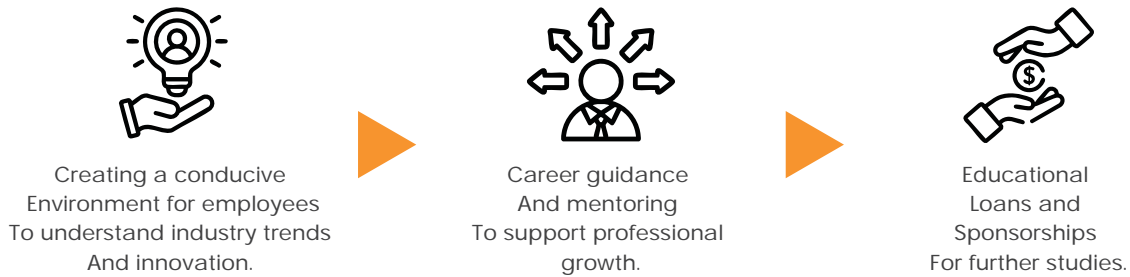 Creating a conducive
Environment for employees
To understand industry trends
And innovation.
Career guidance
And mentoring
To support professional
growth.
$
Educational
Loans and
Sponsorships
For further studies.